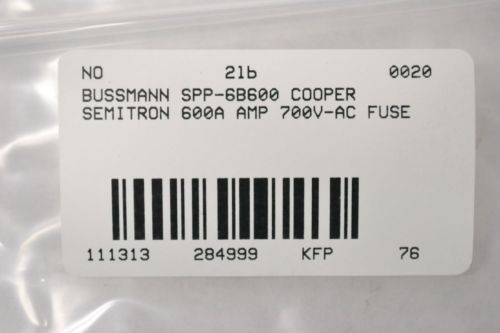 NO 21b 0020
BUSSMANN SPP-6B600 COOPER
SEMITRON 600A AMP 700V-AC FUSE
111313 284999 KFP 76